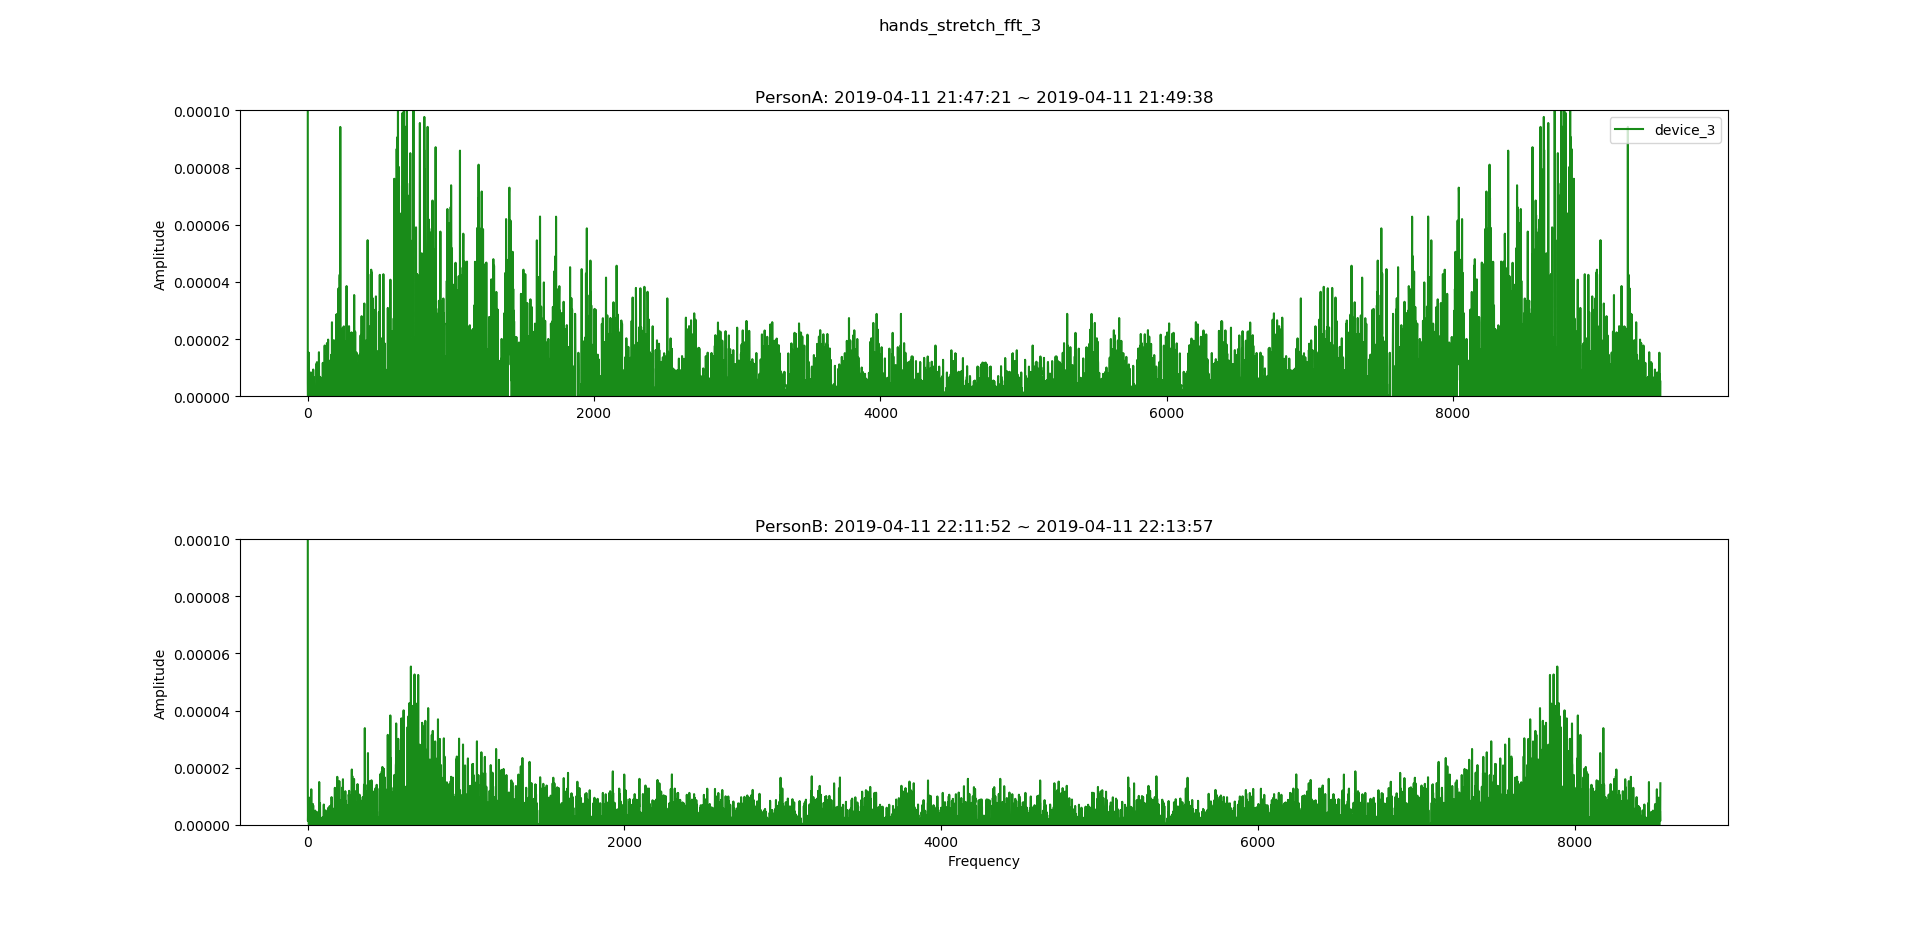 hands_stretch_fft_3
PersonA: 2019-04-11 21:47:21 ~ 2019-04-11 21:49:38
0.00010
0.00008
0.00006
0.00004
0.00002
0.00000
Amplitude
device_3
0 2000 4000 6000 8000
PersonB: 2019-04-11 22:11:52 ~ 2019-04-11 22:13:57
0.00010
0.00008
0.00006
0.00004
0.00002
0.00000
Amplitude
0 2000 4000 6000 8000
Frequency